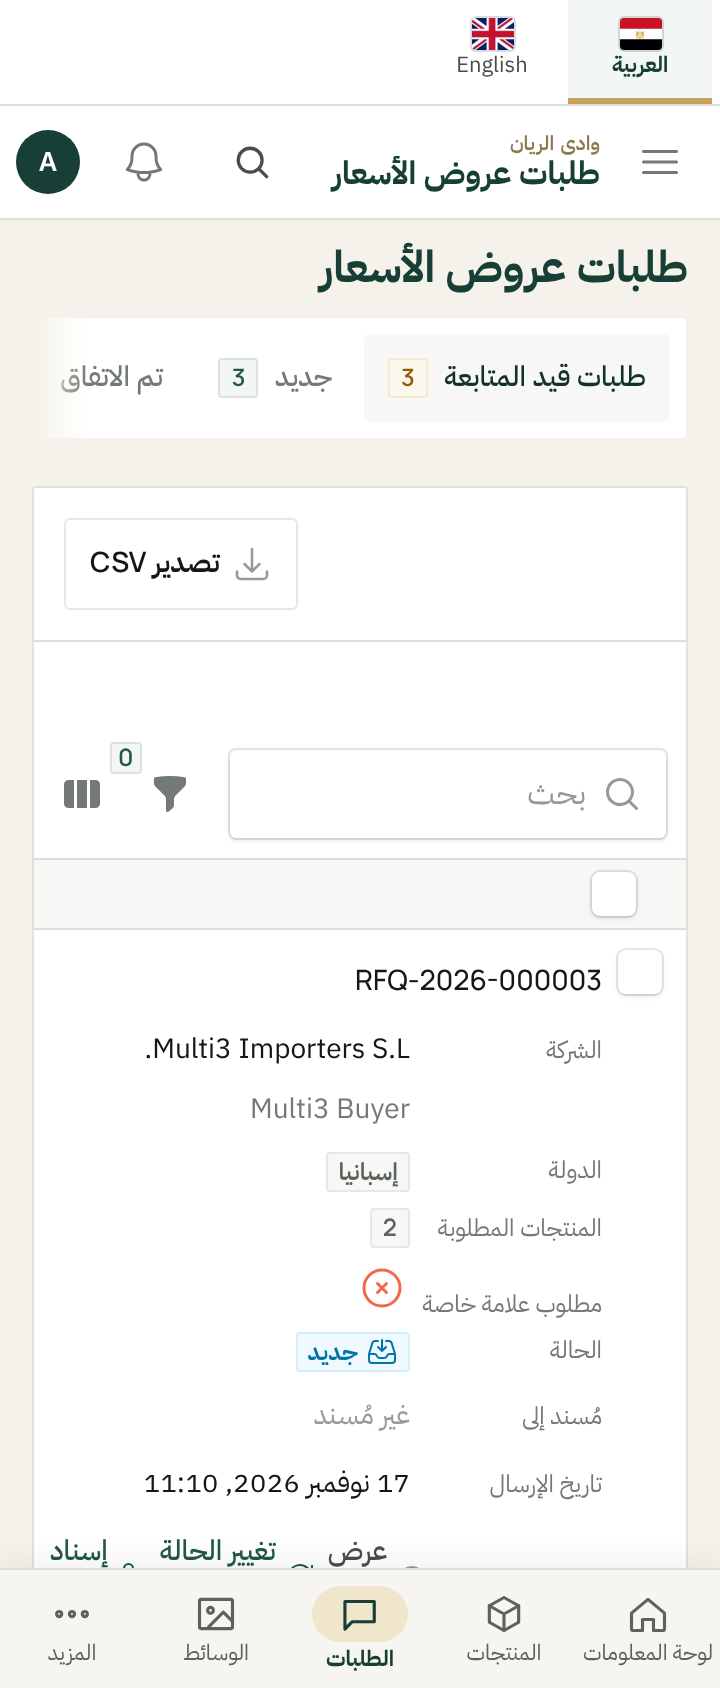 العربية
English
وادى الريان
طلبات عروض الأسعار
A
طلبات عروض الأسعار
طلبات قيد المتابعة 3
جديد 3
تم الاتفاق
تصدير CSV
بحث
0
RFQ-2026-000003
الشركة
Multi3 Importers S.L.
Multi3 Buyer
الدولة
إسبانيا
المنتجات المطلوبة
2
مطلوب علامة خاصة
الحالة
جديد
مُسند إلى
غير مُسند
تاريخ الإرسال
17 نوفمبر 2026, 11:10
عرض
تغيير الحالة
إسناد
لوحة المعلومات
المنتجات
الطلبات
الوسائط
المزيد